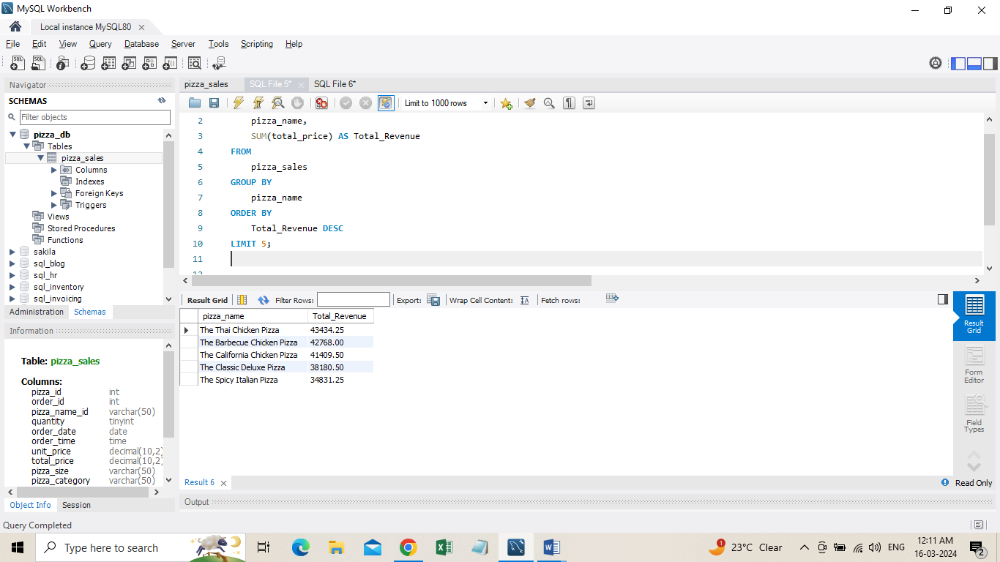 MySQL Workbench
Local instance MySQL80
File Edit View Query Database Server Tools Scripting Help
Navigator
SCHEMAS
Filter objects
pizza_db
Tables
pizza_sales
Columns
Indexes
Foreign Keys
Triggers
Views
Stored Procedures
Functions
sakila
sql_blog
sql_hr
sql_inventory
sql_invoicing
Administration Schemas
Information
Table: pizza_sales
Columns:
pizza_id int
order_id int
pizza_name_id varchar(50)
quantity tinyint
order_date date
order_time time
unit_price decimal(10,2)
total_price decimal(10,2)
pizza_size varchar(50)
pizza_category varchar(50)
Object Info Session
Query Completed
pizza_sales SQL File 5* SQL File 6*
Limit to 1000 rows
2 pizza_name,
3 SUM(total_price) AS Total_Revenue
4 FROM
5 pizza_sales
6 GROUP BY
7 pizza_name
8 ORDER BY
9 Total_Revenue DESC
10 LIMIT 5;
11
12
Result Grid Filter Rows: Export: Wrap Cell Content: IA Fetch rows:
pizza_name Total_Revenue
The Thai Chicken Pizza 43434.25
The Barbecue Chicken Pizza 42768.00
The California Chicken Pizza 41409.50
The Classic Deluxe Pizza 38180.50
The Spicy Italian Pizza 34831.25
Result Grid
Form Editor
Field Types
Result 6 Read Only
Output
Type here to search
1 23°C Clear ENG 12:11 AM 16-03-2024 2